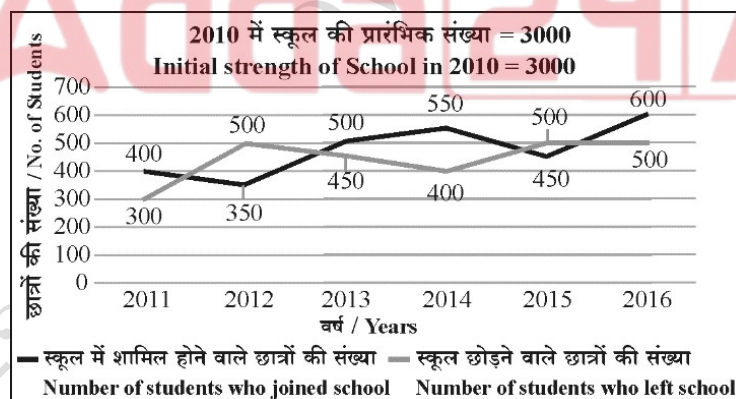 2010 में स्कूल की प्रारंभिक संख्या = 3000
Initial strength of School in 2010 = 3000
छात्रों की संख्या / No. of Students
700
600
500
400
300
200
100
0
400
500
500
550
500
600
300
350
450
400
450
500
2011 2012 2013 2014 2015 2016
वर्ष / Years
स्कूल में शामिल होने वाले छात्रों की संख्या स्कूल छोड़ने वाले छात्रों की संख्या
Number of students who joined school Number of students who left school